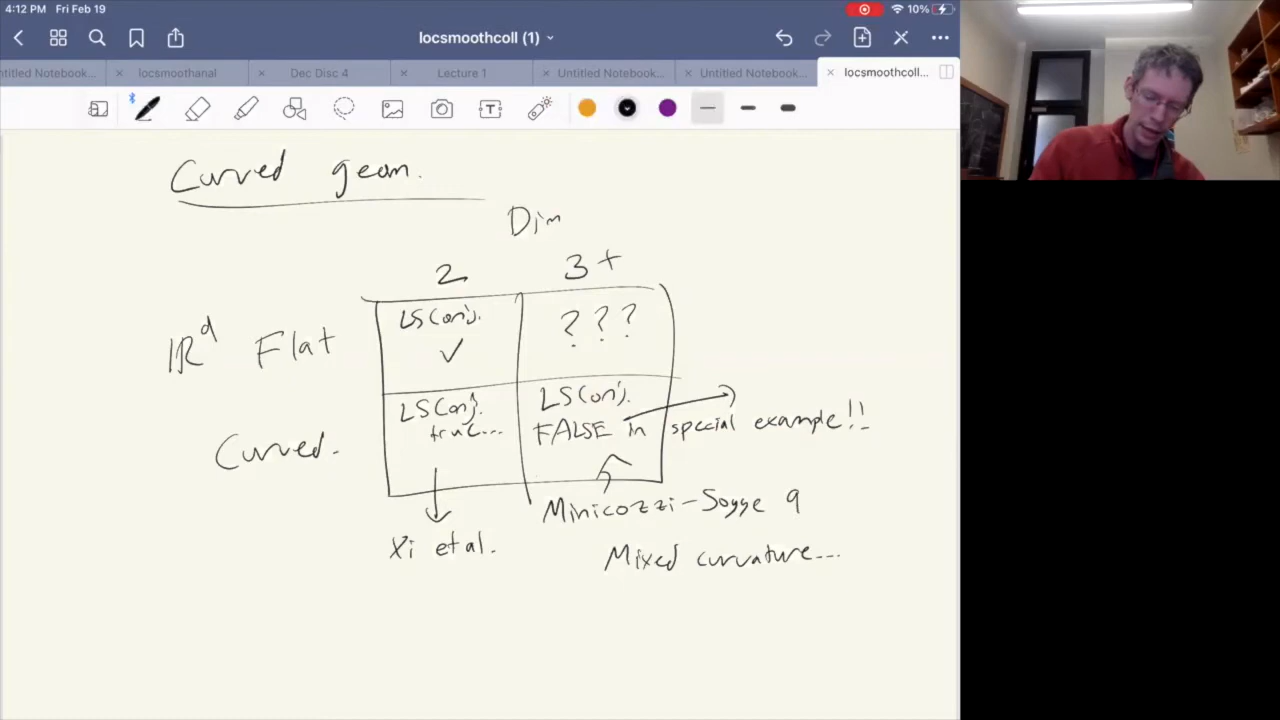 4:12 PM Fri Feb 19
10%
locsmoothcoll (1)
ntitled Notebook...
locsmoothanal
Dec Disc 4
Lecture 1
Untitled Notebook...
Untitled Notebook...
locsmoothcoll...
Curved geom.
Dim
2 3+
ℝᵈ Flat
LS Conj.
✓
? ? ?
Curved.
LS Conj.
true...
LS Conj.
FALSE in special example!!
Minicozzi-Sogge 9
Xi et al.
Mixed curvature...